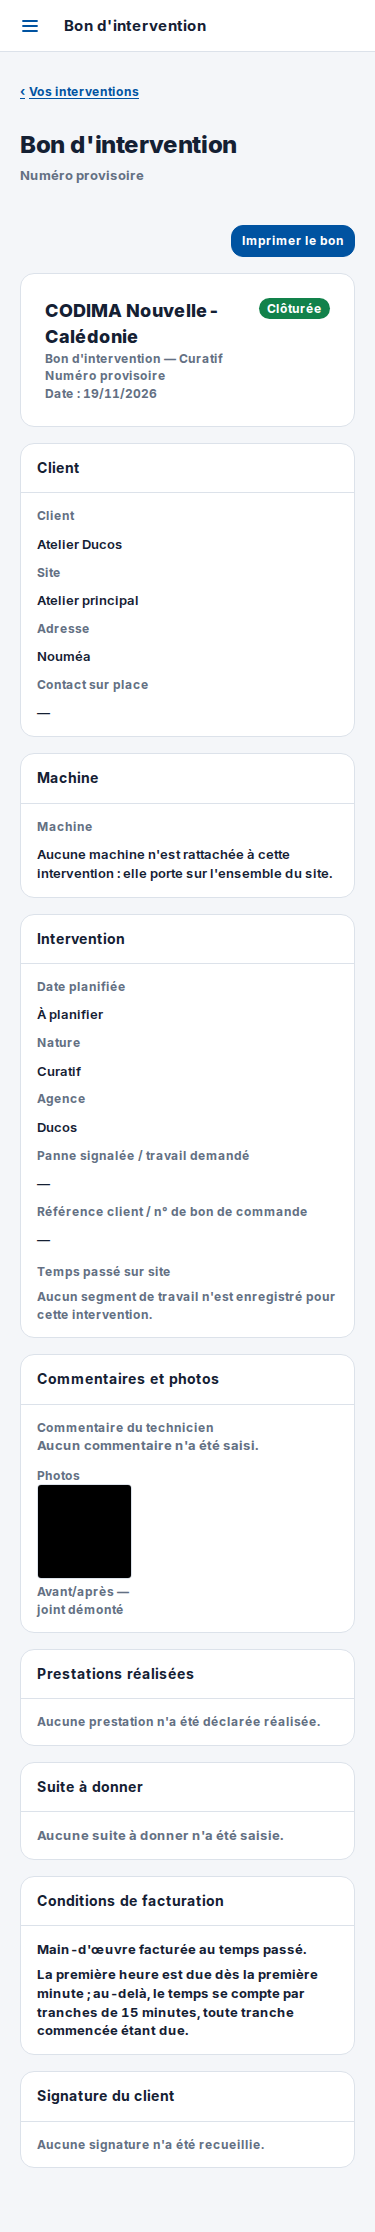 Bon d'intervention
‹ Vos interventions
Bon d'intervention
Numéro provisoire
Imprimer le bon
CODIMA Nouvelle-
Calédonie
Clôturée
Bon d'intervention — Curatif
Numéro provisoire
Date : 19/11/2026
Client
Client
Atelier Ducos
Site
Atelier principal
Adresse
Nouméa
Contact sur place
—
Machine
Machine
Aucune machine n'est rattachée à cette
intervention : elle porte sur l'ensemble du site.
Intervention
Date planifiée
À planifier
Nature
Curatif
Agence
Ducos
Panne signalée / travail demandé
—
Référence client / n° de bon de commande
—
Temps passé sur site
Aucun segment de travail n'est enregistré pour
cette intervention.
Commentaires et photos
Commentaire du technicien
Aucun commentaire n'a été saisi.
Photos
Avant/après —
joint démonté
Prestations réalisées
Aucune prestation n'a été déclarée réalisée.
Suite à donner
Aucune suite à donner n'a été saisie.
Conditions de facturation
Main-d'œuvre facturée au temps passé.
La première heure est due dès la première
minute ; au-delà, le temps se compte par
tranches de 15 minutes, toute tranche
commencée étant due.
Signature du client
Aucune signature n'a été recueillie.